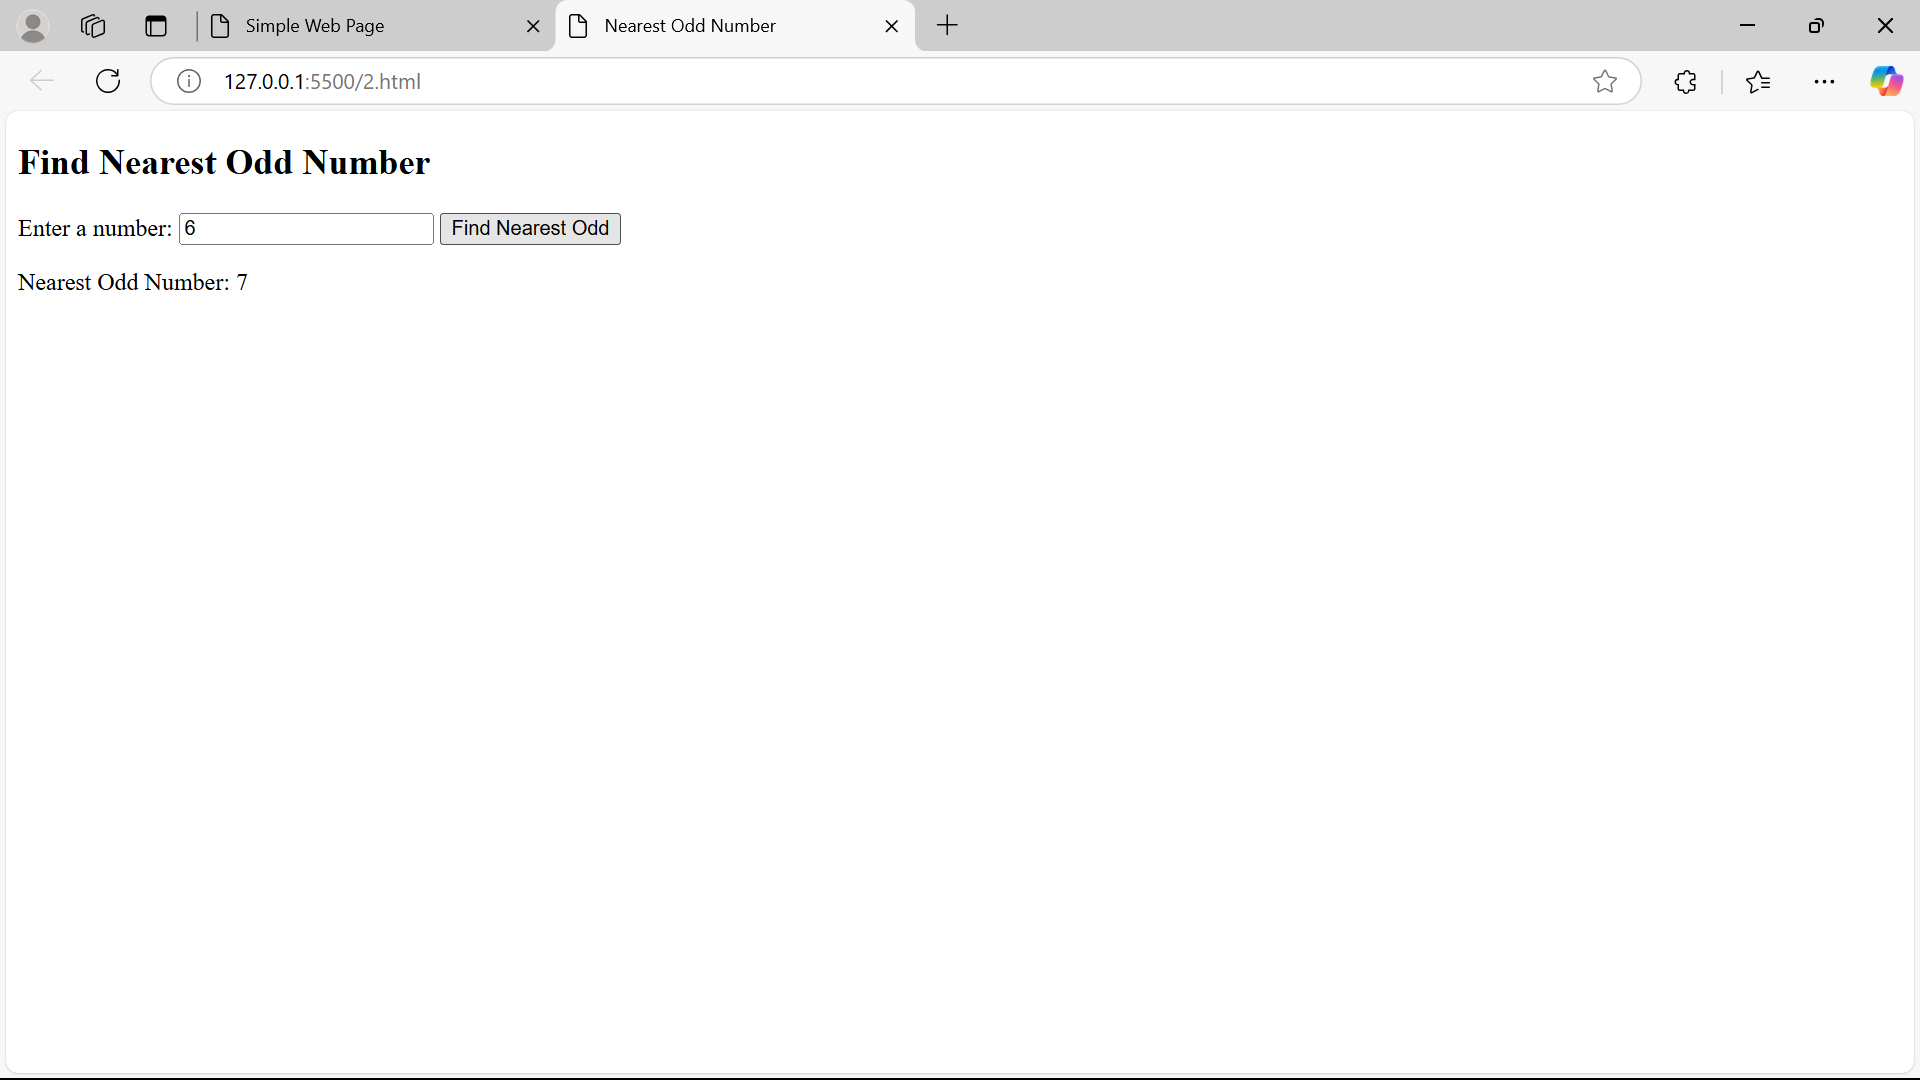 Simple Web Page
Nearest Odd Number
127.0.0.1:5500/2.html
Find Nearest Odd Number
Enter a number: 6 Find Nearest Odd
Nearest Odd Number: 7